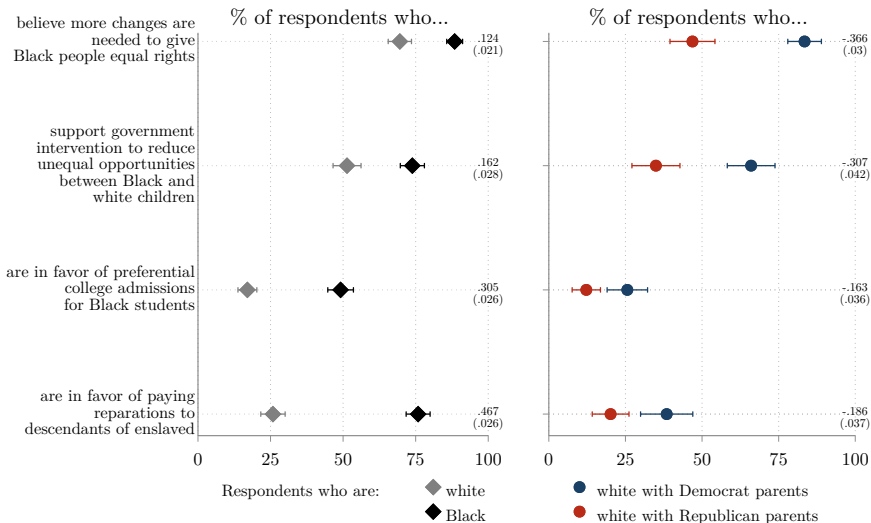 % of respondents who...
% of respondents who...
believe more changes are
needed to give
Black people equal rights
.124
(.021)
-.366
(.03)
support government
intervention to reduce
unequal opportunities
between Black and
white children
.162
(.028)
-.307
(.042)
are in favor of preferential
college admissions
for Black students
.305
(.026)
-.163
(.036)
are in favor of paying
reparations to
descendants of enslaved
.467
(.026)
-.186
(.037)
0 25 50 75 100
0 25 50 75 100
Respondents who are:
white
Black
white with Democrat parents
white with Republican parents